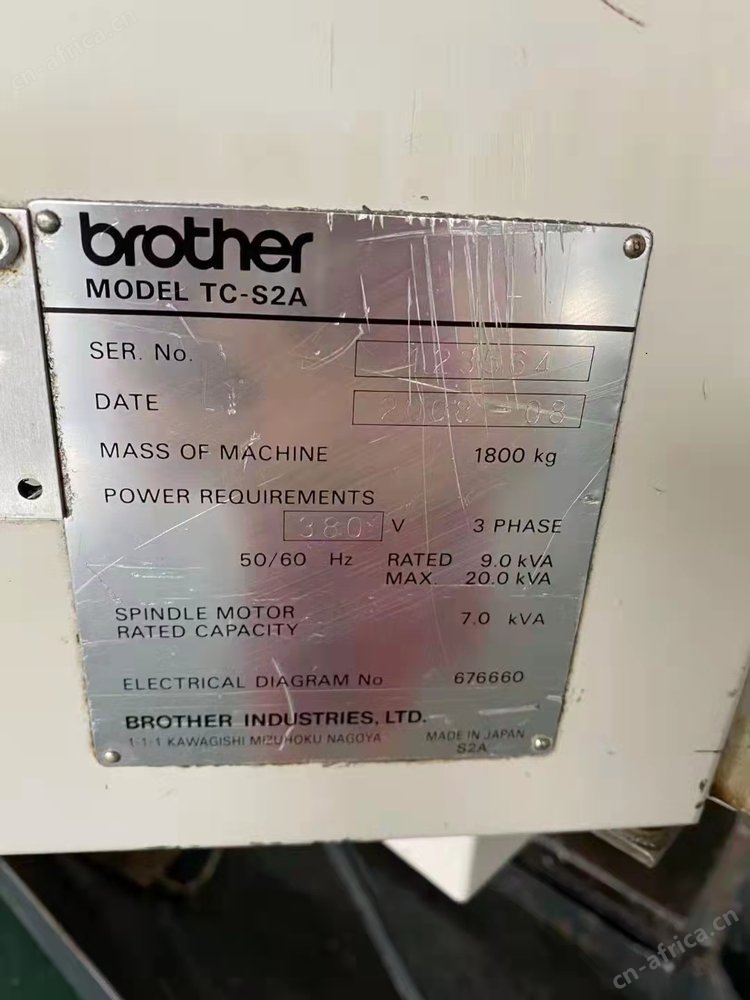 brother
MODEL TC-S2A
SER. No. 123564
DATE 2008-08
MASS OF MACHINE 1800 kg
POWER REQUIREMENTS
380 V 3 PHASE
50/60 Hz RATED 9.0 kVA
MAX. 20.0 kVA
SPINDLE MOTOR
RATED CAPACITY 7.0 kVA
ELECTRICAL DIAGRAM No 676660
BROTHER INDUSTRIES, LTD.
1-1-1 KAWAGISHI MIZUHOKU NAGOYA MADE IN JAPAN
S2A
cn-africa.cn
cn-africa.cn